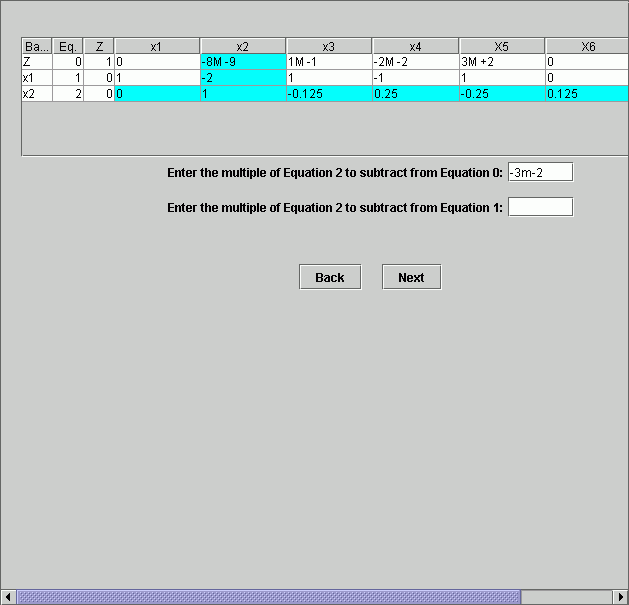 Ba... Eq. Z x1 x2 x3 x4 X5 X6
Z 0 1 0 -8M -9 1M -1 -2M -2 3M +2 0
x1 1 0 1 -2 1 -1 1 0
x2 2 0 0 1 -0.125 0.25 -0.25 0.125
Enter the multiple of Equation 2 to subtract from Equation 0: -3m-2
Enter the multiple of Equation 2 to subtract from Equation 1:
Back Next